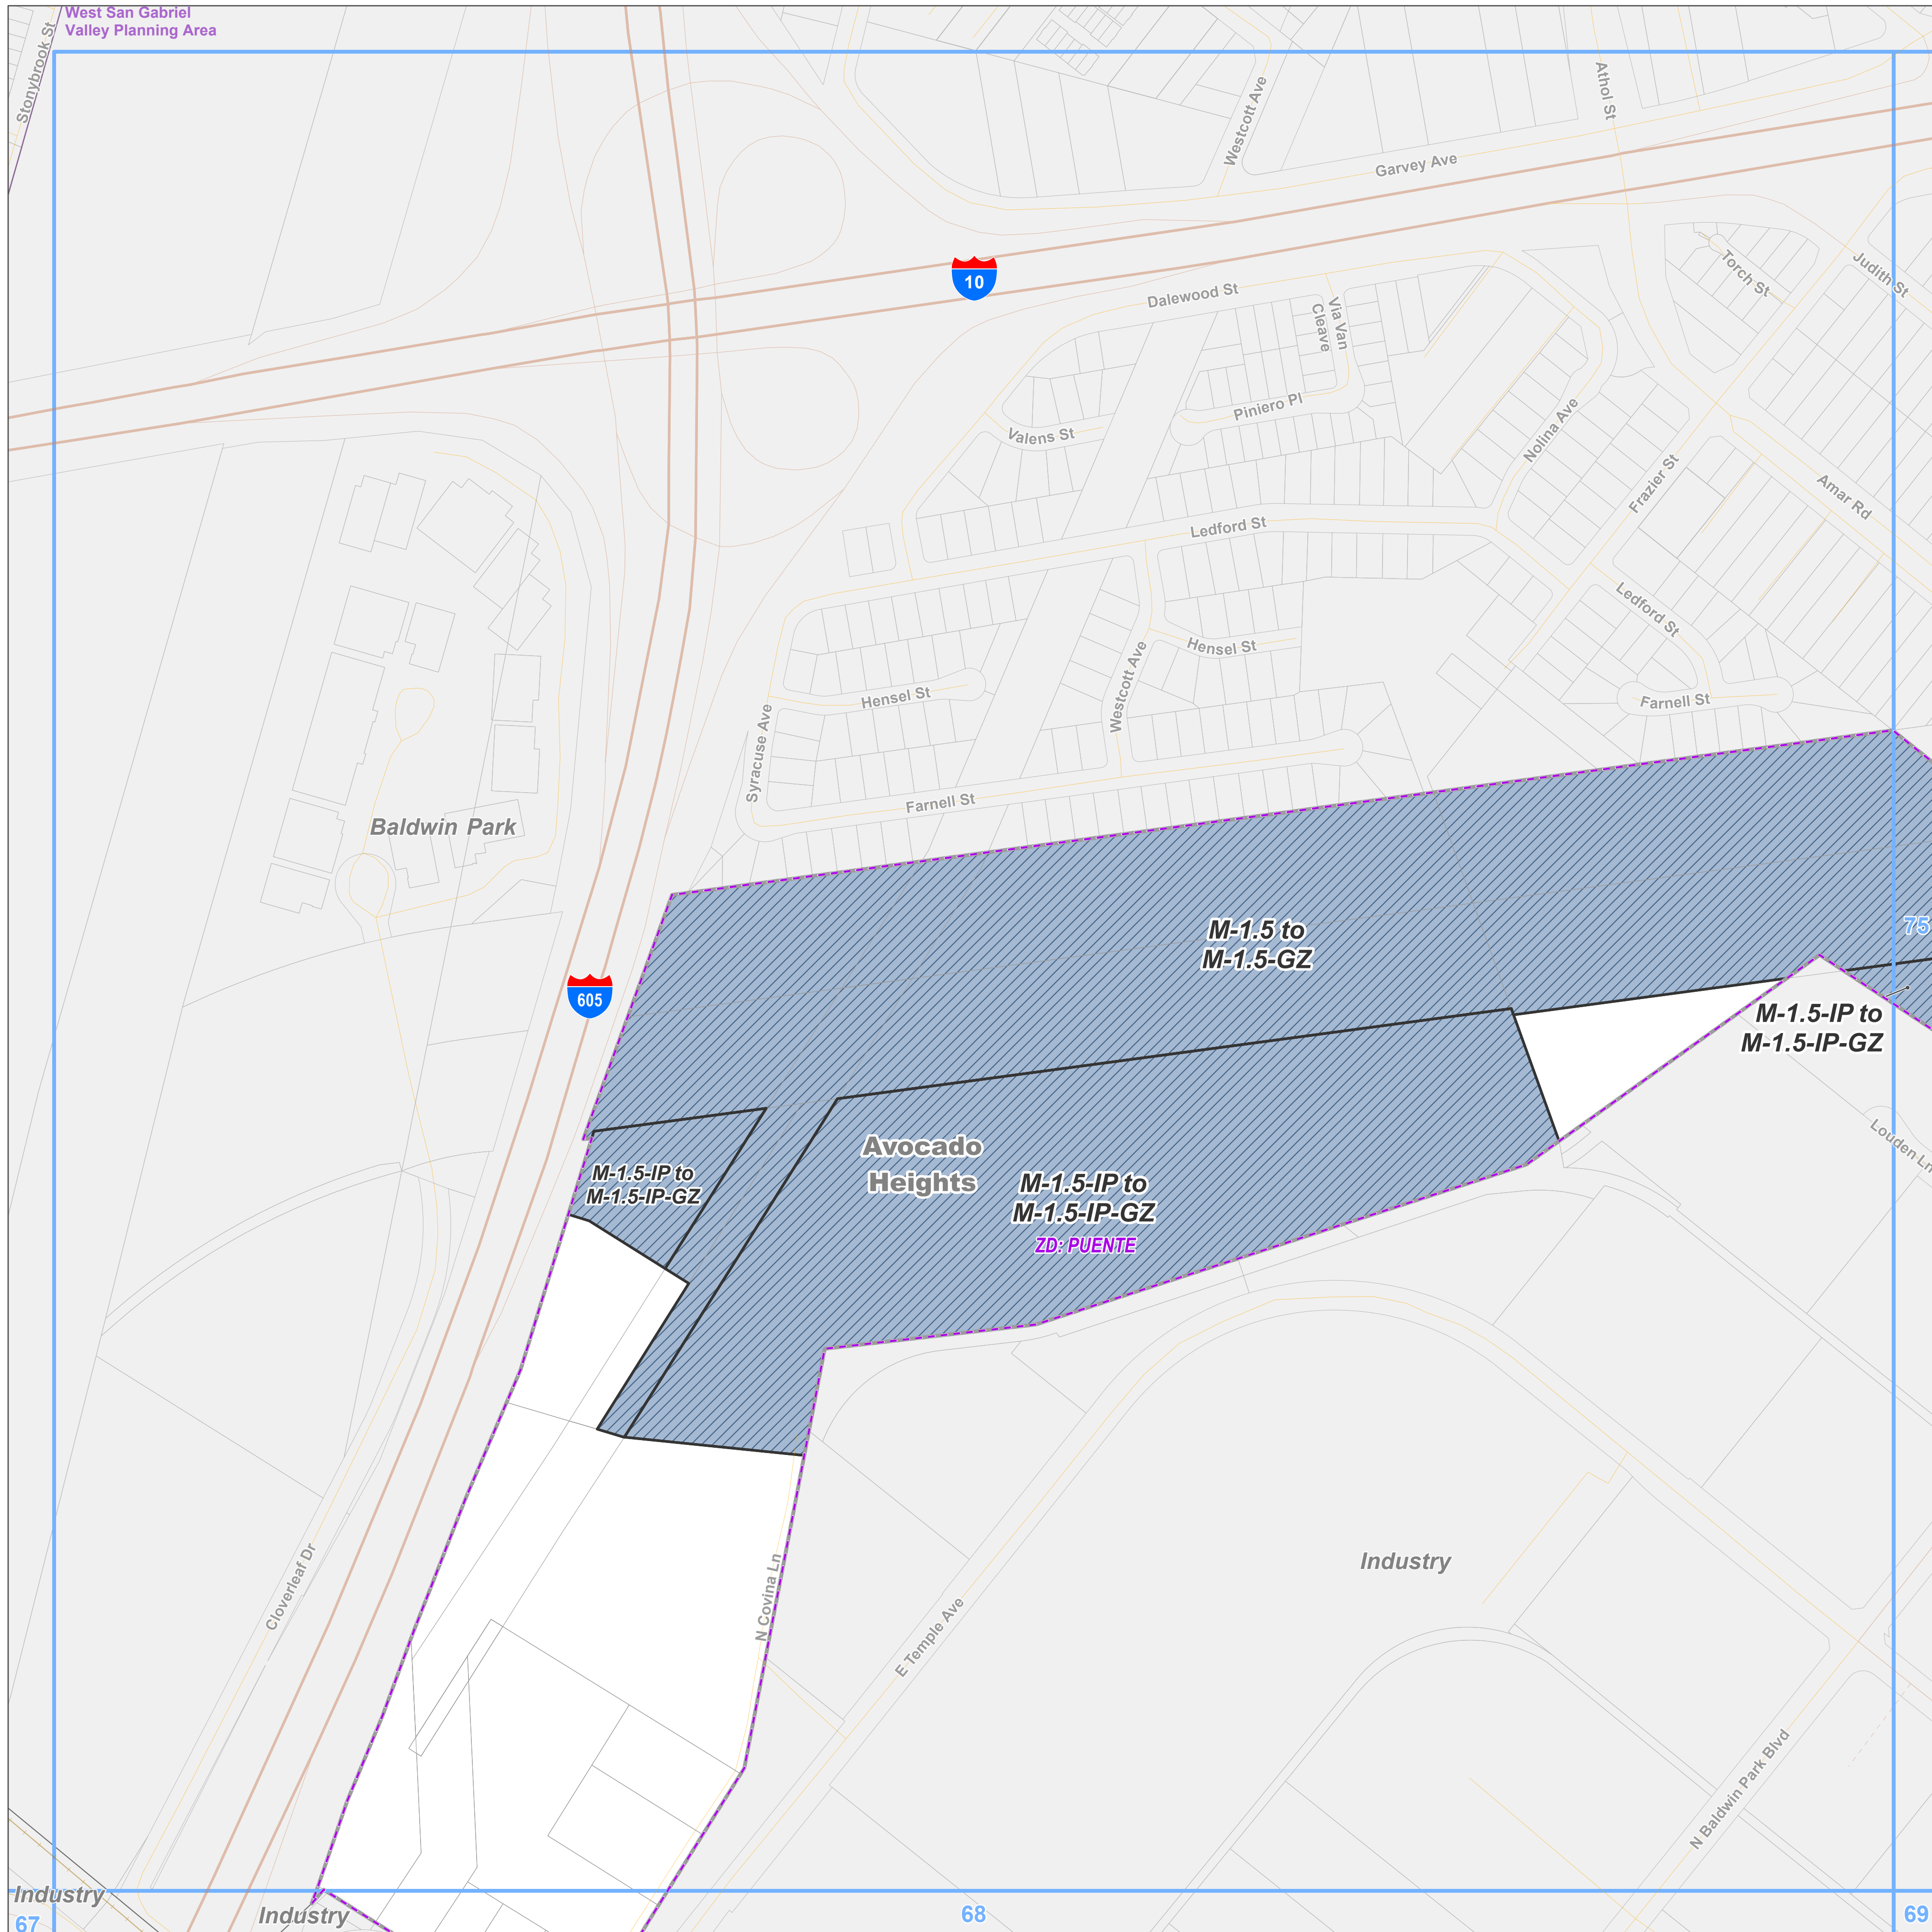 West San Gabriel
Valley Planning Area
Stonybrook St
Westcott Ave
Athol St
Garvey Ave
10
Dalewood St
Via Van
Cleave
Torch St
Judith St
Piniero Pl
Valens St
Nolina Ave
Frazier St
Amar Rd
Ledford St
Ledford St
Hensel St
Westcott Ave
Hensel St
Farnell St
Syracuse Ave
Farnell St
Baldwin Park
M-1.5 to
M-1.5-GZ
75
605
M-1.5-IP to
M-1.5-IP-GZ
Louden Ln
Avocado
Heights
M-1.5-IP to
M-1.5-IP-GZ
M-1.5-IP to
M-1.5-IP-GZ
ZD: PUENTE
Industry
Cloverleaf Dr
N Covina Ln
E Temple Ave
N Baldwin Park Blvd
Industry
Industry
67
68
69